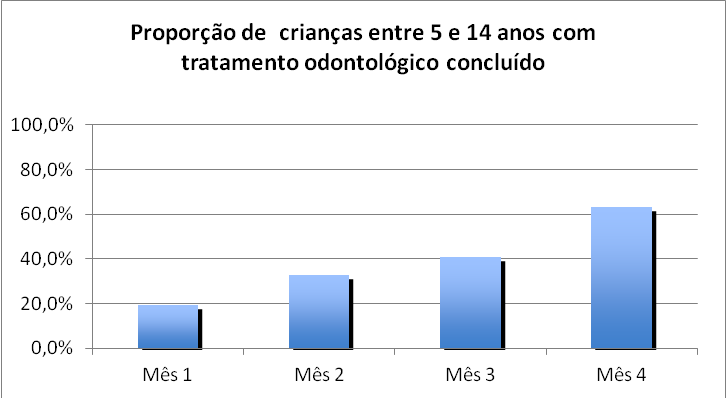 Proporção de  crianças entre 5 e 14 anos com
tratamento odontológico concluído
100,0%
80,0%
60,0%
40,0%
20,0%
0,0%
Mês 1
Mês 2
Mês 3
Mês 4